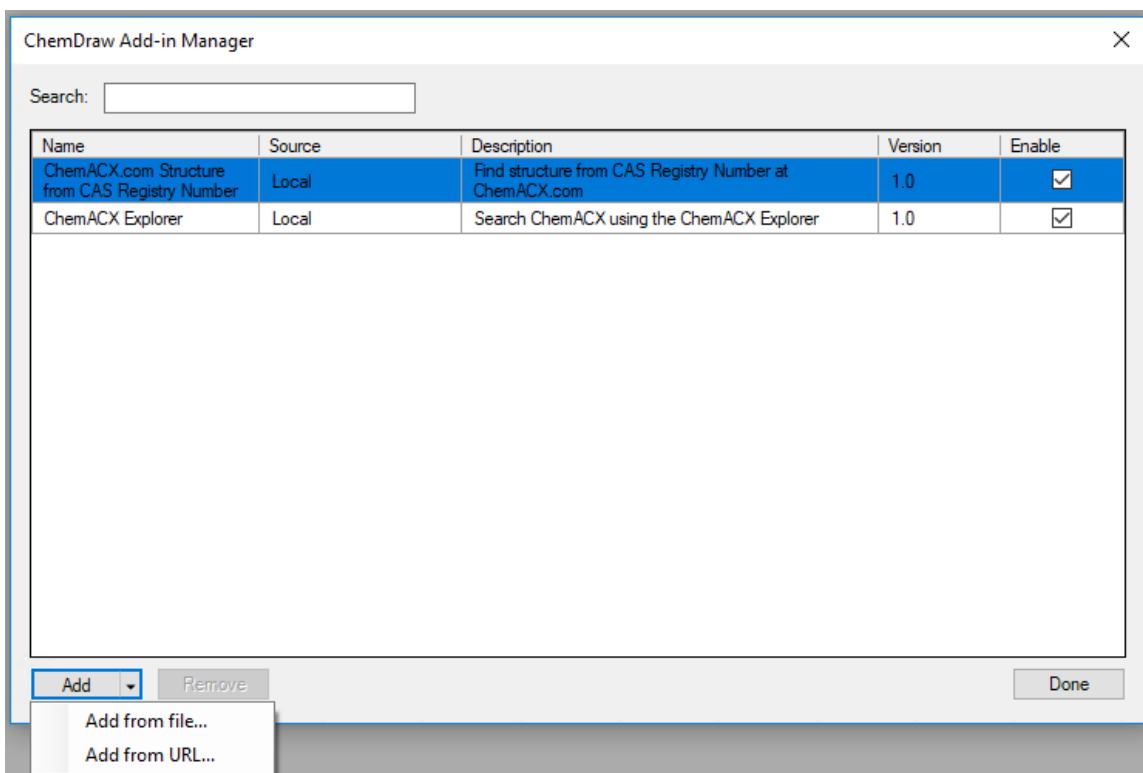 ChemDraw Add-in Manager
Search:
Name Source Description Version Enable
ChemACX.com Structure
from CAS Registry Number
Local
Find structure from CAS Registry Number at
ChemACX.com
1.0
ChemACX Explorer Local Search ChemACX using the ChemACX Explorer 1.0
Add Remove Done
Add from file...
Add from URL...